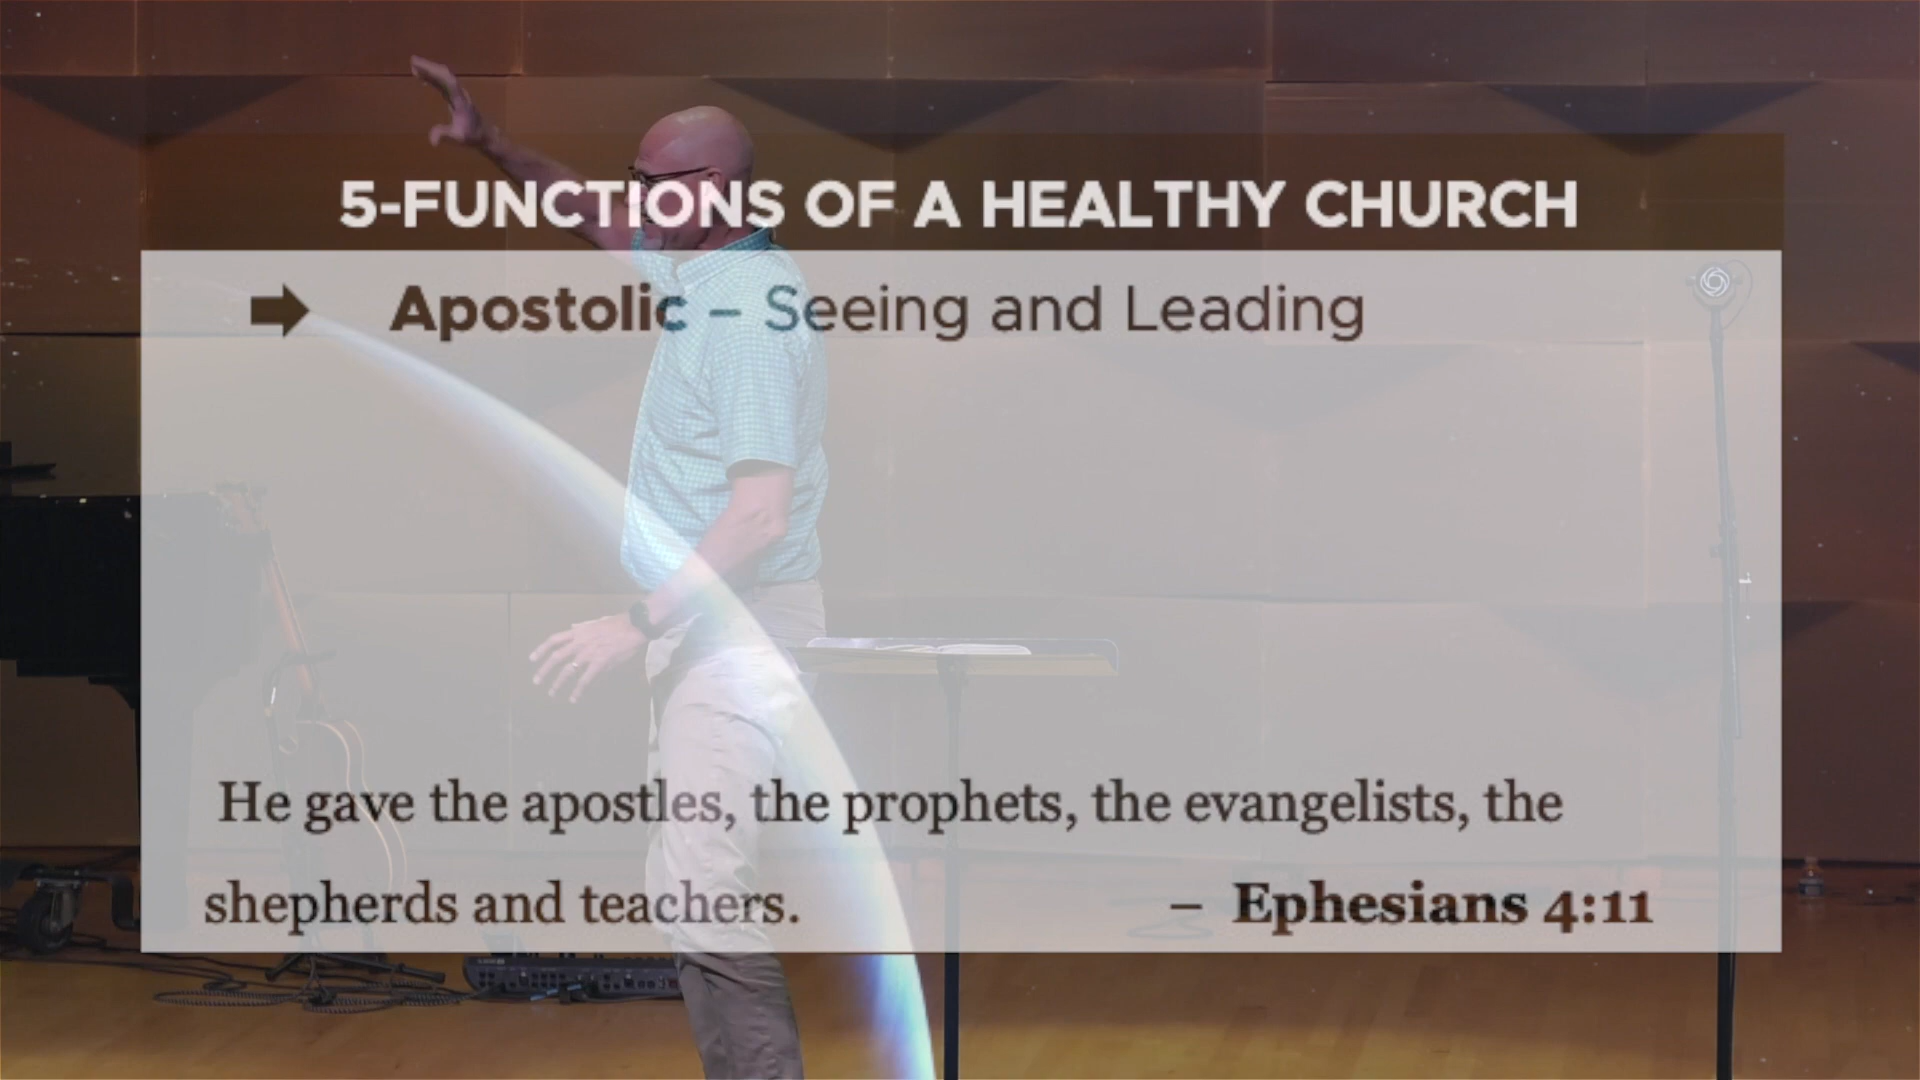 5-FUNCTIONS OF A HEALTHY CHURCH
Apostolic – Seeing and Leading
He gave the apostles, the prophets, the evangelists, the
shepherds and teachers. – Ephesians 4:11